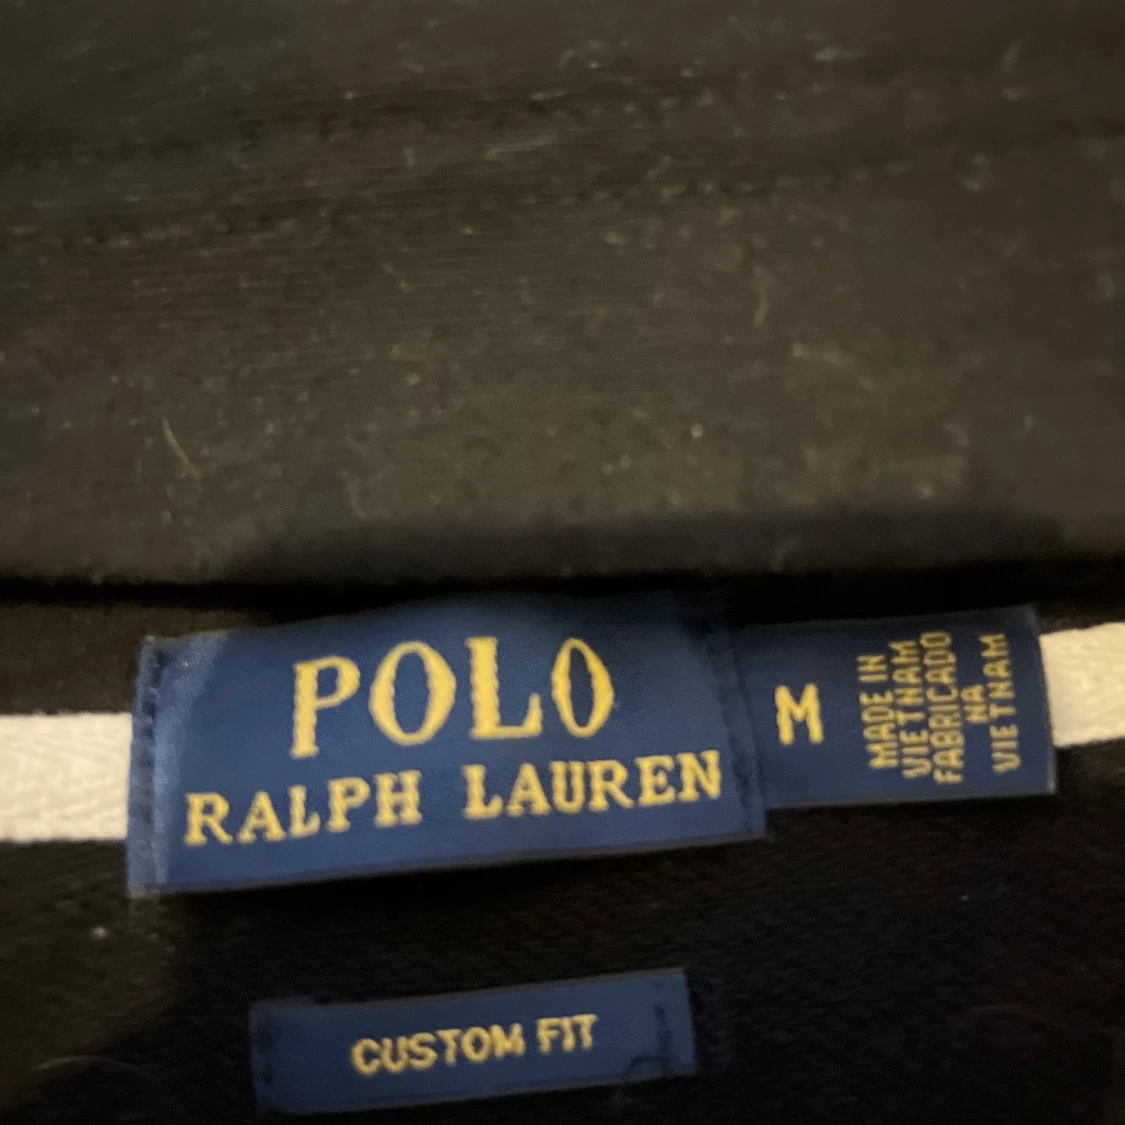 POLO
RALPH LAUREN
M
MADE IN
VIETNAM
FABRICADO
NA
VIETNAM
CUSTOM FIT